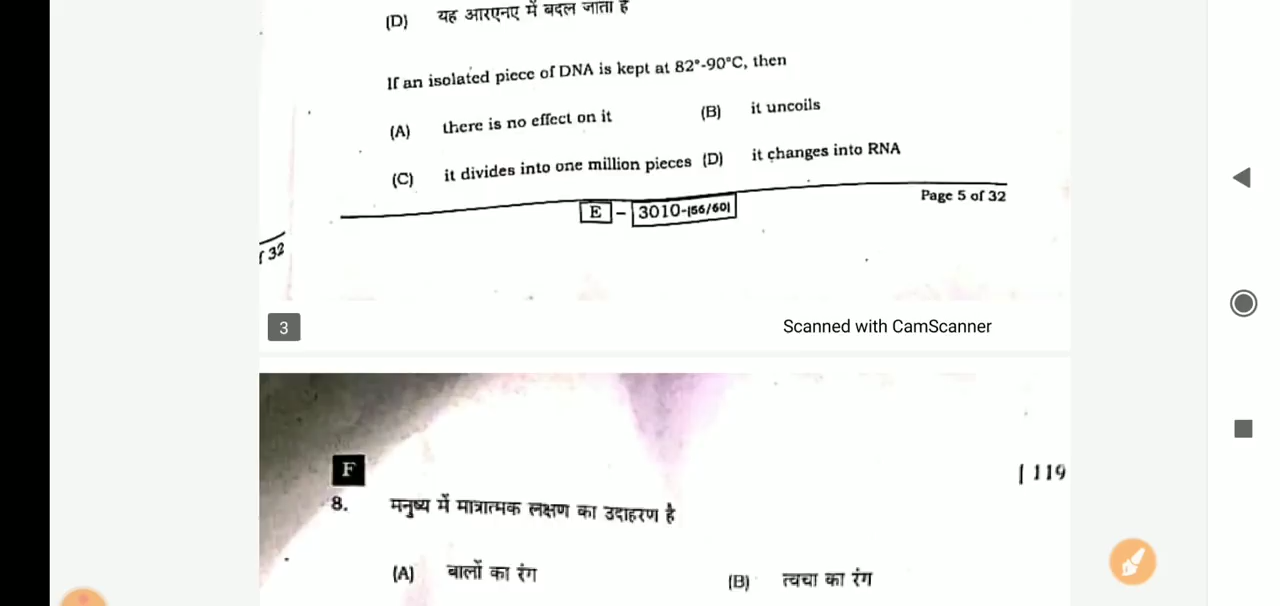 (D) यह आरएनए में बदल जाता है
If an isolated piece of DNA is kept at 82°-90°C, then
(A) there is no effect on it (B) it uncoils
(C) it divides into one million pieces (D) it changes into RNA
E - 3010-|56/60| Page 5 of 32
32
3 Scanned with CamScanner
F | 119
8. मनुष्य में मात्रात्मक लक्षण का उदाहरण है
(A) बालों का रंग (B) त्वचा का रंग